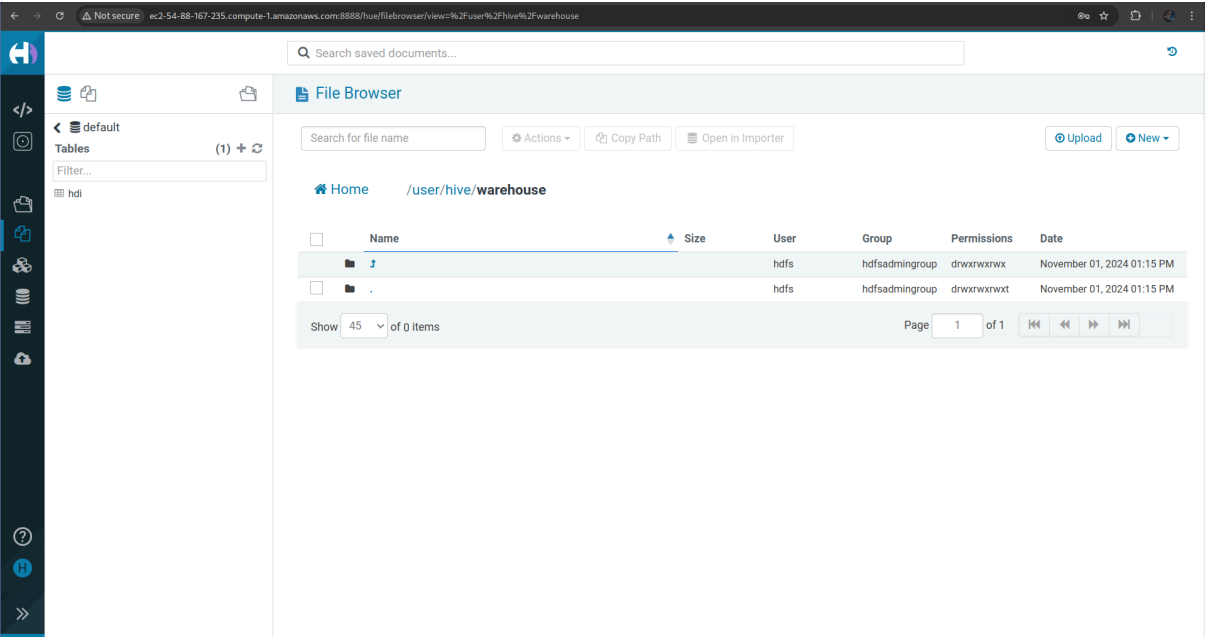 Not secure ec2-54-88-167-235.compute-1.amazonaws.com:8888/hue/filebrowser/view=%2Fuser%2Fhive%2Fwarehouse
Search saved documents...
File Browser
default
Tables (1)
Filter...
hdi
Search for file name Actions Copy Path Open in Importer Upload New
Home /user/hive/warehouse
Name Size User Group Permissions Date
hdfs hdfsadmingroup drwxrwxrwx November 01, 2024 01:15 PM
. hdfs hdfsadmingroup drwxrwxrwxt November 01, 2024 01:15 PM
Show 45 of 0 items Page 1 of 1
H